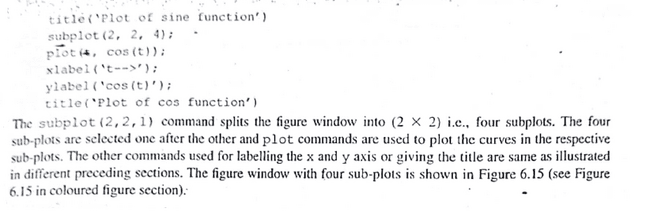 title(‘Plot of sine function’)
subplot(2, 2, 4);
plot(t, cos(t));
xlabel(‘t-->’);
ylabel(‘cos(t)’);
title(‘Plot of cos function’)
The subplot(2,2,1) command splits the figure window into (2 × 2) i.e., four subplots. The four
sub-plots are selected one after the other and plot commands are used to plot the curves in the respective
sub-plots. The other commands used for labelling the x and y axis or giving the title are same as illustrated
in different preceding sections. The figure window with four sub-plots is shown in Figure 6.15 (see Figure
6.15 in coloured figure section).